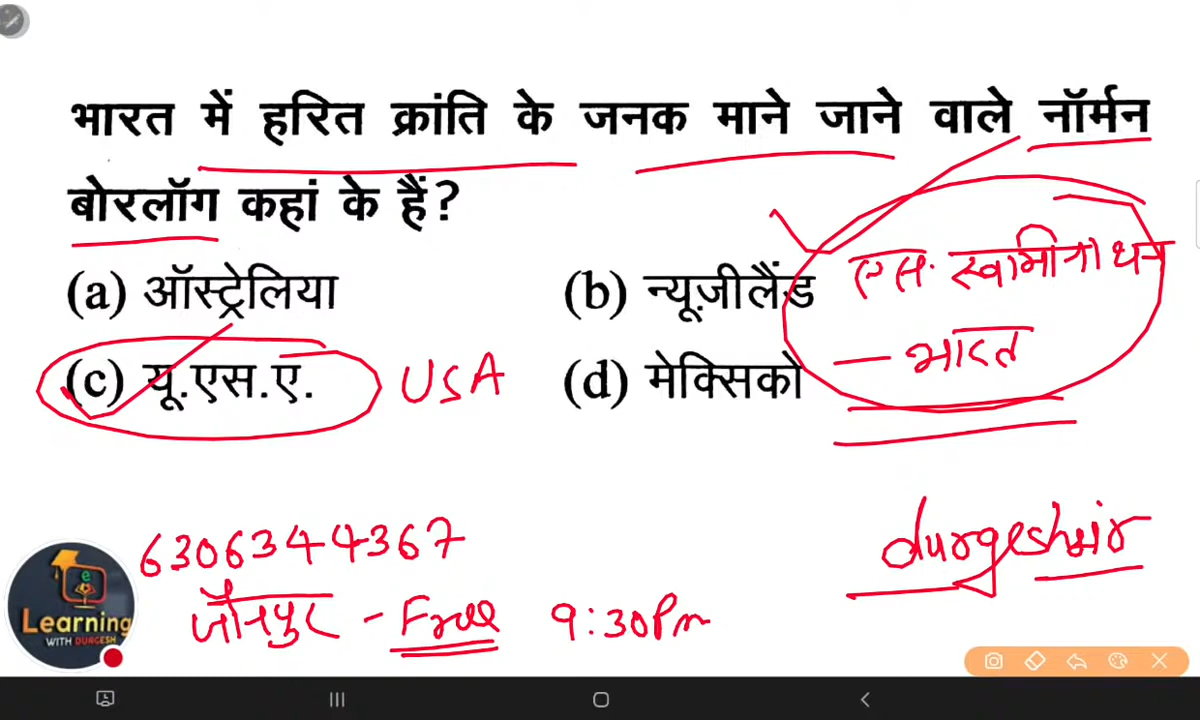 भारत में हरित क्रांति के जनक माने जाने वाले नॉर्मन
बोरलॉग कहां के हैं?
(a) ऑस्ट्रेलिया
(b) न्यूज़ीलैंड
एस. स्वामीनाथन
(c) यू.एस.ए.
USA
(d) मेक्सिको
— भारत
6306344367
durgeshsir
जौनपुर - Free 9:30Pm
e
Learning
WITH DURGESH